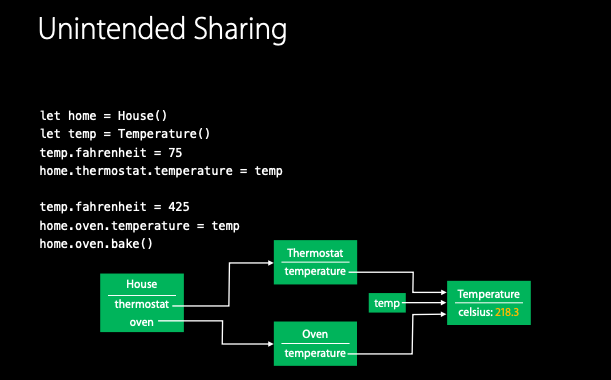 Unintended Sharing
let home = House()
let temp = Temperature()
temp.fahrenheit = 75
home.thermostat.temperature = temp
temp.fahrenheit = 425
home.oven.temperature = temp
home.oven.bake()
Thermostat
temperature
House
thermostat
oven
temp
Temperature
celsius: 218.3
Oven
temperature